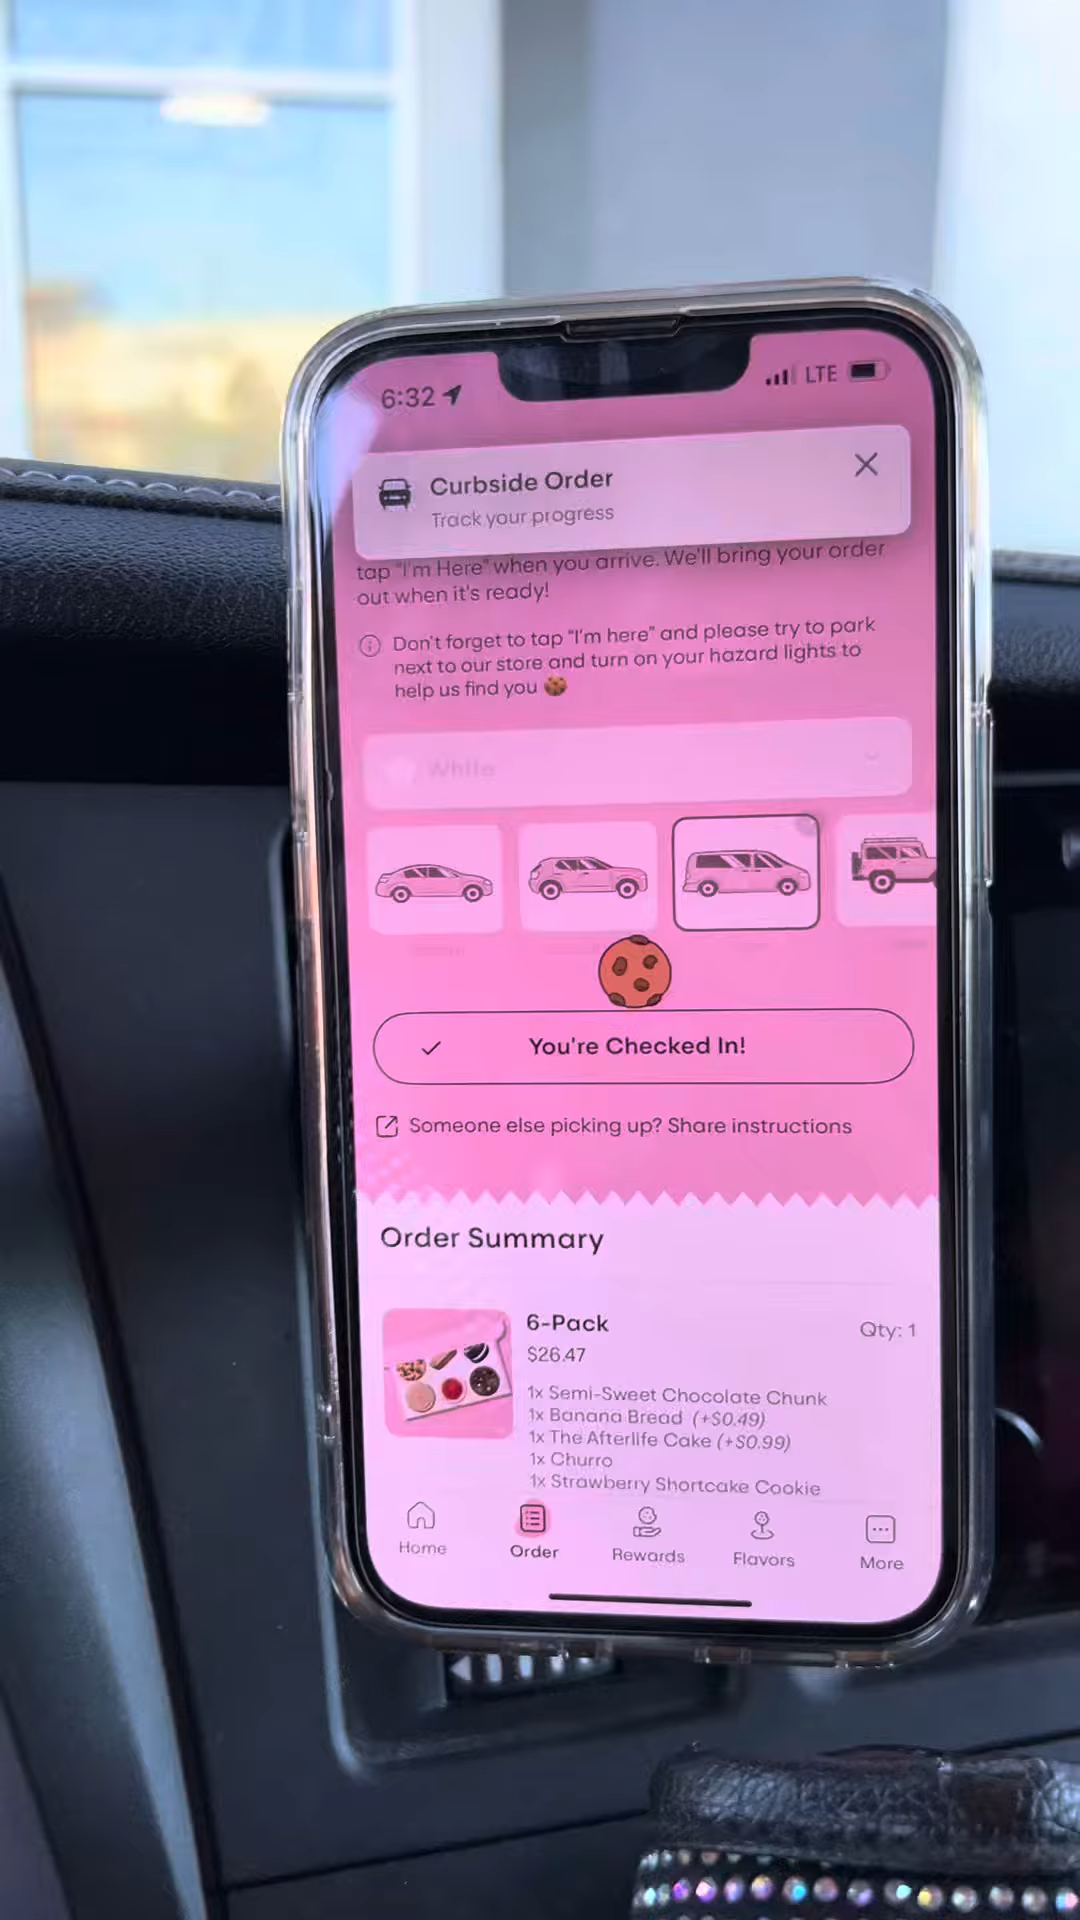 6:32
LTE
Curbside Order
Track your progress
tap "I'm Here" when you arrive. We'll bring your order
out when it's ready!
Don't forget to tap "I'm here" and please try to park
next to our store and turn on your hazard lights to
help us find you
White
You're Checked In!
Someone else picking up? Share instructions
Order Summary
6-Pack
Qty: 1
$26.47
1x Semi-Sweet Chocolate Chunk
1x Banana Bread (+$0.49)
1x The Afterlife Cake (+$0.99)
1x Churro
1x Strawberry Shortcake Cookie
Home
Order
Rewards
Flavors
More